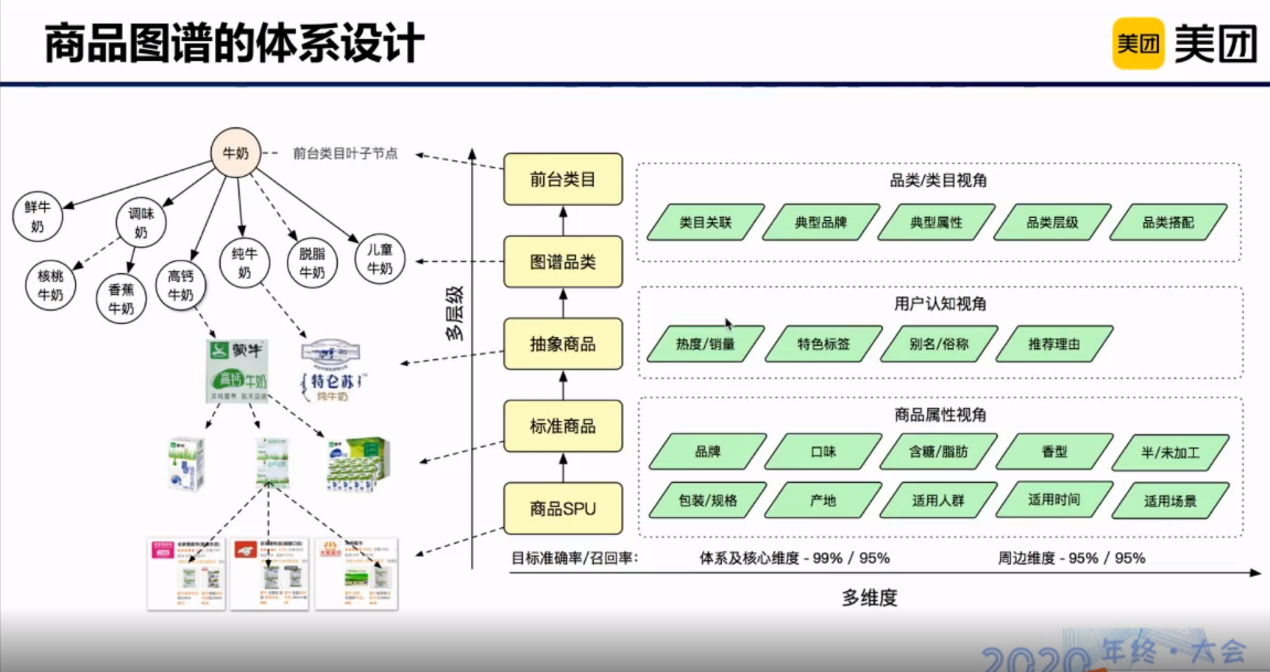 商品图谱的体系设计
美团 美团
牛奶
前台类目叶子节点
鲜牛
奶
调味
奶
核桃
牛奶
香蕉
牛奶
高钙
牛奶
纯牛
奶
脱脂
牛奶
儿童
牛奶
蒙牛
高钙牛奶
特仑苏
纯牛奶
多层级
前台类目
图谱品类
抽象商品
标准商品
商品SPU
品类/类目视角
类目关联 典型品牌 典型属性 品类层级 品类搭配
用户认知视角
热度/销量 特色标签 别名/俗称 推荐理由
商品属性视角
品牌 口味 含糖/脂肪 香型 半/未加工
包装/规格 产地 适用人群 适用时间 适用场景
目标准确率/召回率: 体系及核心维度 - 99% / 95% 周边维度 - 95% / 95%
多维度
2020 年终·大会